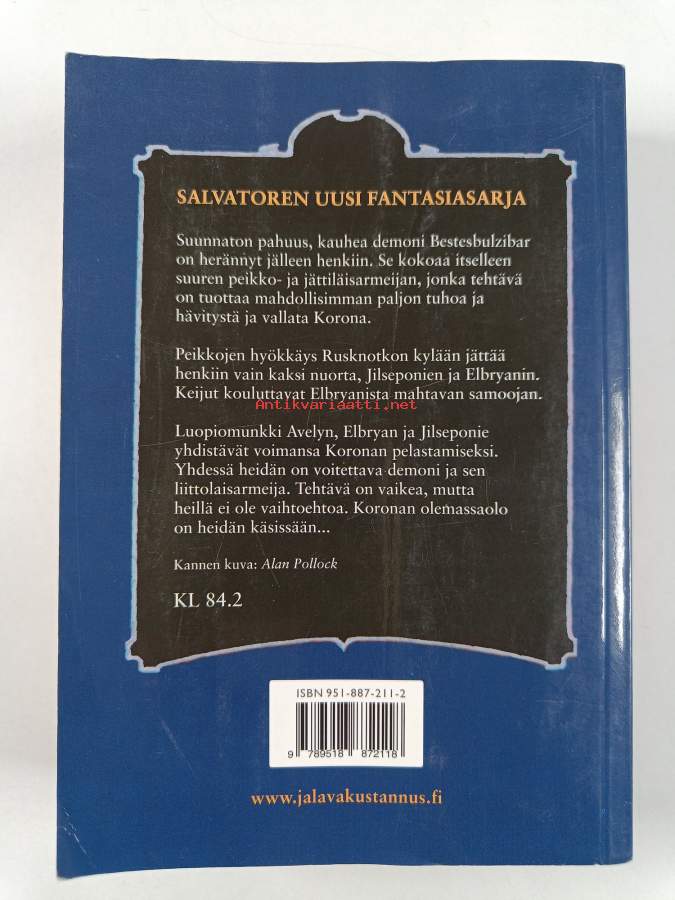 SALVATOREN UUSI FANTASIASARJA
Suunnaton pahuus, kauhea demoni Bestesbulzibar
on herännyt jälleen henkiin. Se kokoaa itselleen
suuren peikko- ja jättiläisarmeijan, jonka tehtävä
on tuottaa mahdollisimman paljon tuhoa ja
hävitystä ja vallata Korona.
Peikkojen hyökkäys Rusknotkon kylään jättää
henkiin vain kaksi nuorta, Jilseponien ja Elbryanin.
Keijut kouluttavat Elbryanista mahtavan samoojan.
Antikvariaatti.net
Luopiomunkki Avelyn, Elbryan ja Jilseponie
yhdistävät voimansa Koronan pelastamiseksi.
Yhdessä heidän on voitettava demoni ja sen
liittolaisarmeija. Tehtävä on vaikea, mutta
heillä ei ole vaihtoehtoa. Koronan olemassaolo
on heidän käsissään...
Kannen kuva: Alan Pollock
KL 84.2
ISBN 951-887-211-2
9 789518 872118
www.jalavakustannus.fi